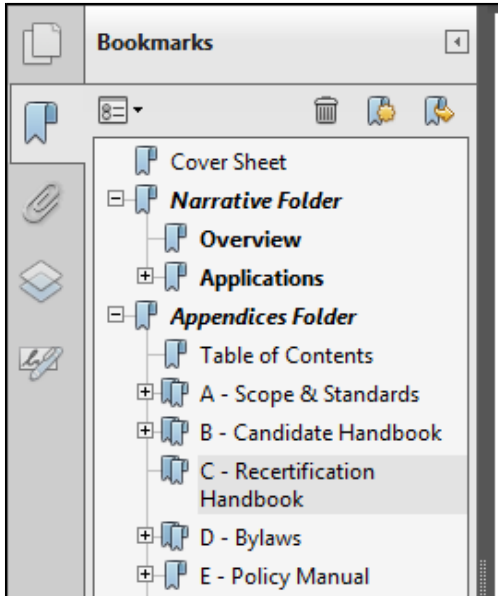 Bookmarks
Cover Sheet
Narrative Folder
Overview
Applications
Appendices Folder
Table of Contents
A - Scope & Standards
B - Candidate Handbook
C - Recertification
Handbook
D - Bylaws
E - Policy Manual